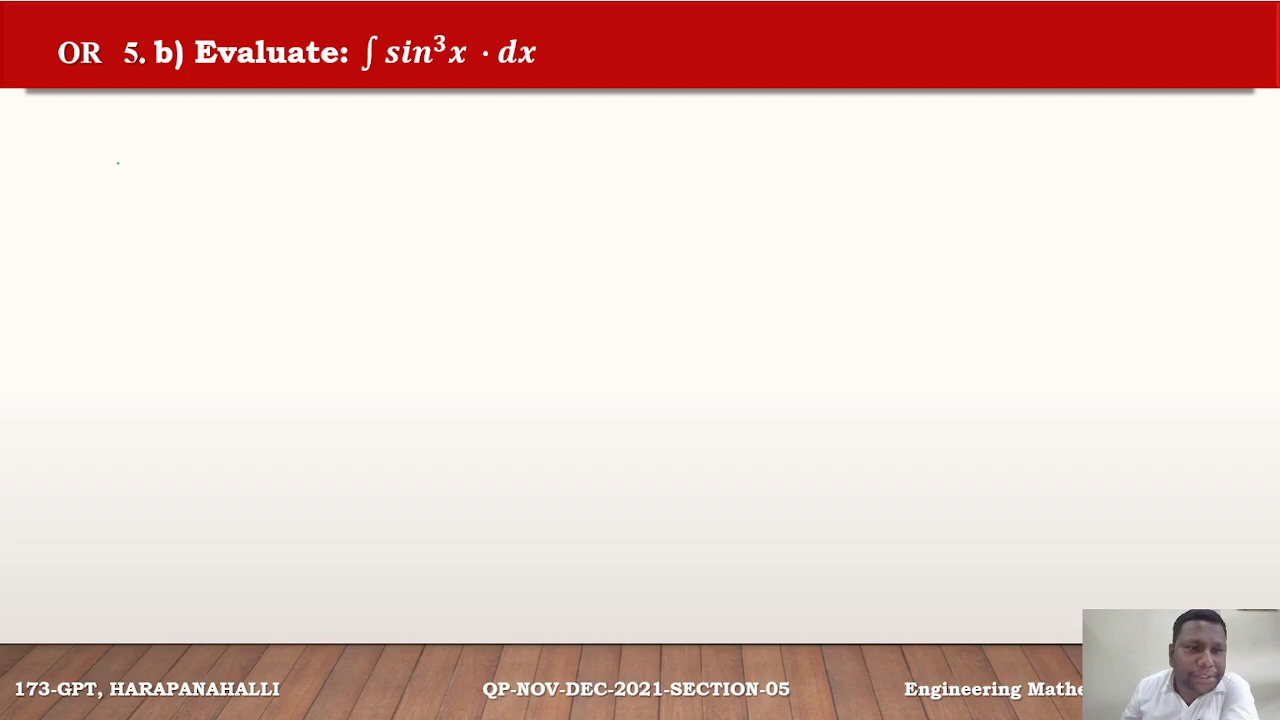 OR 5. b) Evaluate: ∫ sin³x · dx
173-GPT, HARAPANAHALLI
QP-NOV-DEC-2021-SECTION-05
Engineering Mathe